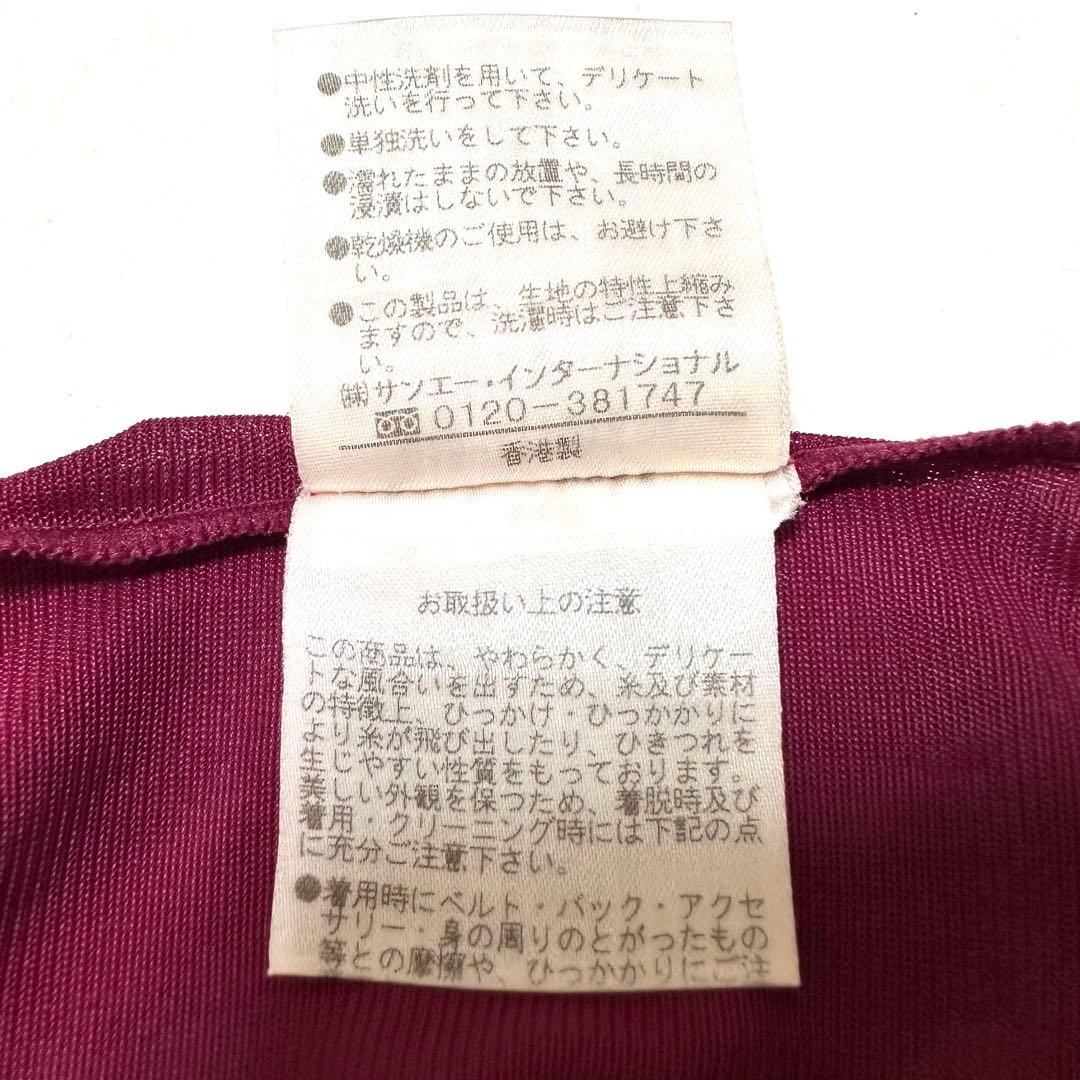 ●中性洗剤を用いて、デリケート
洗いを行って下さい。
●単独洗いをして下さい。
●濡れたままの放置や、長時間の
浸漬はしないで下さい。
●乾燥機のご使用は、お避け下さ
い。
●この製品は、生地の特性上縮み
ますので、洗濯時はご注意下さ
い。
㈱サンエー・インターナショナル
0120-381747
香港製
お取扱い上の注意
この商品は、やわらかく、デリケー
トな風合いを出すため、糸及び素材
の特徴上、ひっかけ・ひっかかりに
より糸が飛び出したり、ひきつれを
生じやすい性質をもっております。
美しい外観を保つため、着脱時及び
着用・クリーニング時には下記の点
に充分ご注意下さい。
●着用時にベルト・バック・アクセ
サリー・身の周りのとがったもの
等との摩擦や、ひっかかりにご注